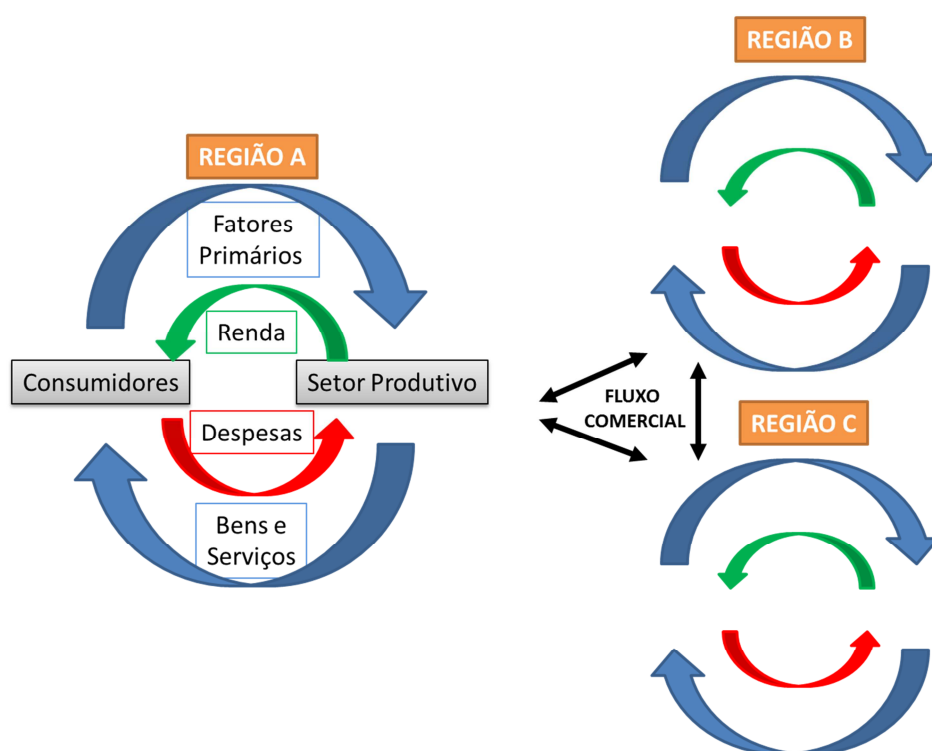 REGIÃO A
Fatores
Primários
Renda
Consumidores
Setor Produtivo
Despesas
Bens e
Serviços
FLUXO
COMERCIAL
REGIÃO B
REGIÃO C